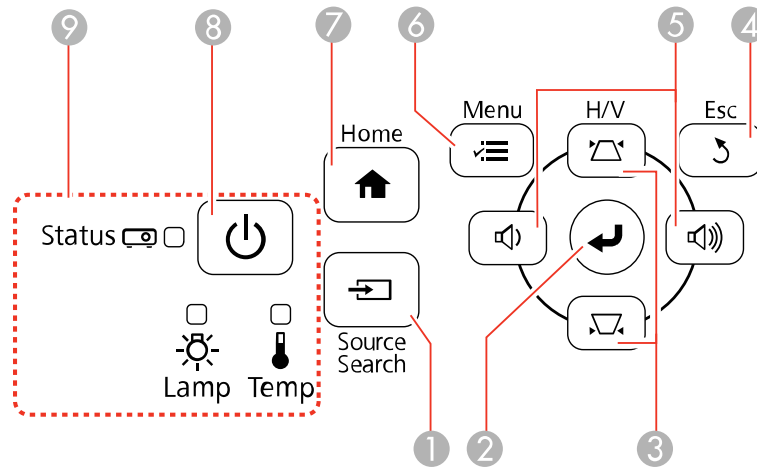 9
8
7
6
5
4
Menu
H/V
Esc
Home
Status
Source
Search
Lamp
Temp
1
2
3